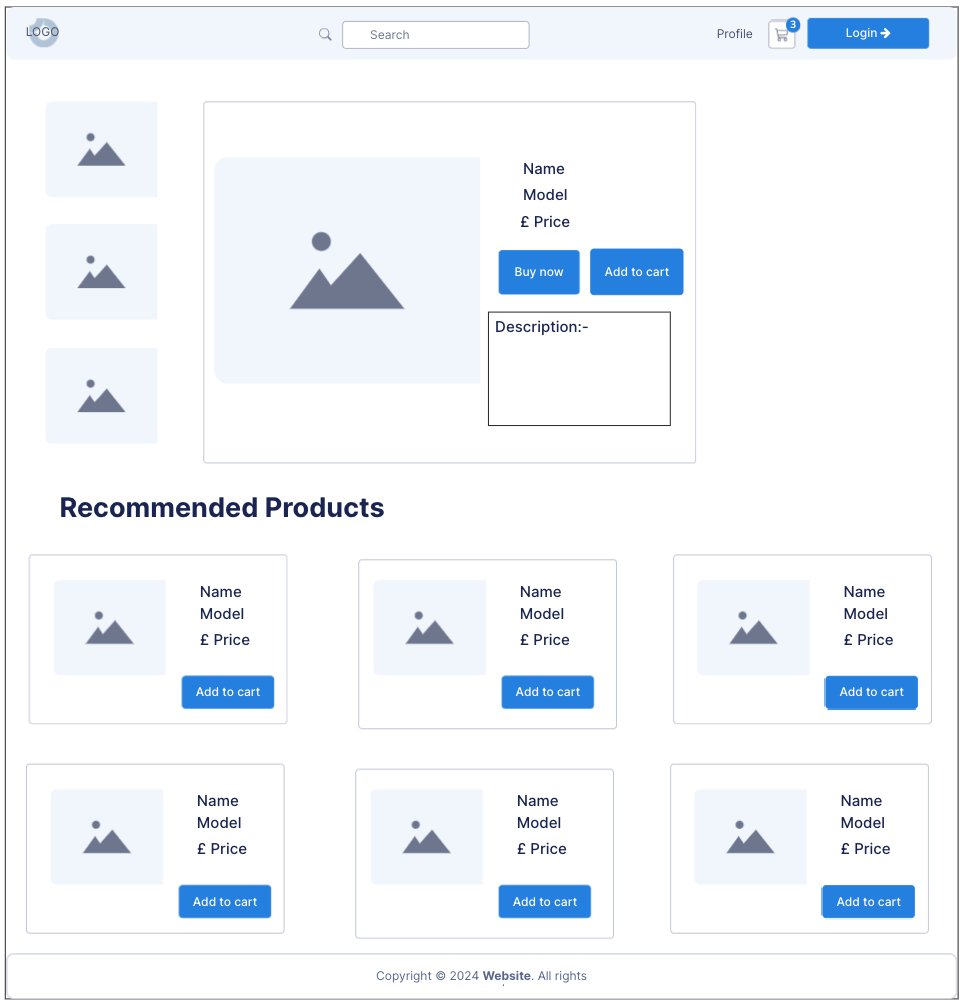 LOGO
Search
Profile
3
Login
Name
Model
£ Price
Buy now
Add to cart
Description:-
Recommended Products
Name
Model
£ Price
Add to cart
Name
Model
£ Price
Add to cart
Name
Model
£ Price
Add to cart
Name
Model
£ Price
Add to cart
Name
Model
£ Price
Add to cart
Name
Model
£ Price
Add to cart
Copyright © 2024 Website. All rights